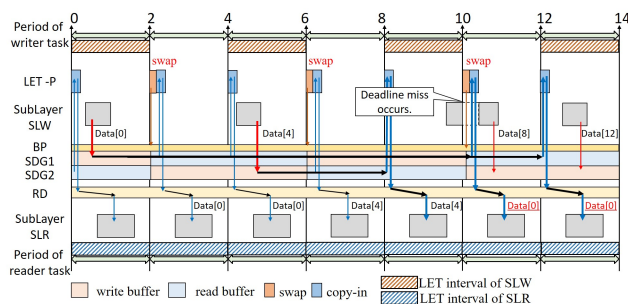 0 2 4 6 8 10 12 14
Period of
writer task
swap swap swap
LET -P
Deadline miss
occurs.
SubLayer
SLW
Data[0] Data[4] Data[8] Data[12]
BP
SDG1
SDG2
RD
Data[0] Data[0] Data[4] Data[4] Data[0] Data[0]
SubLayer
SLR
Period of
reader task
write buffer read buffer swap copy-in
LET interval of SLW
LET interval of SLR